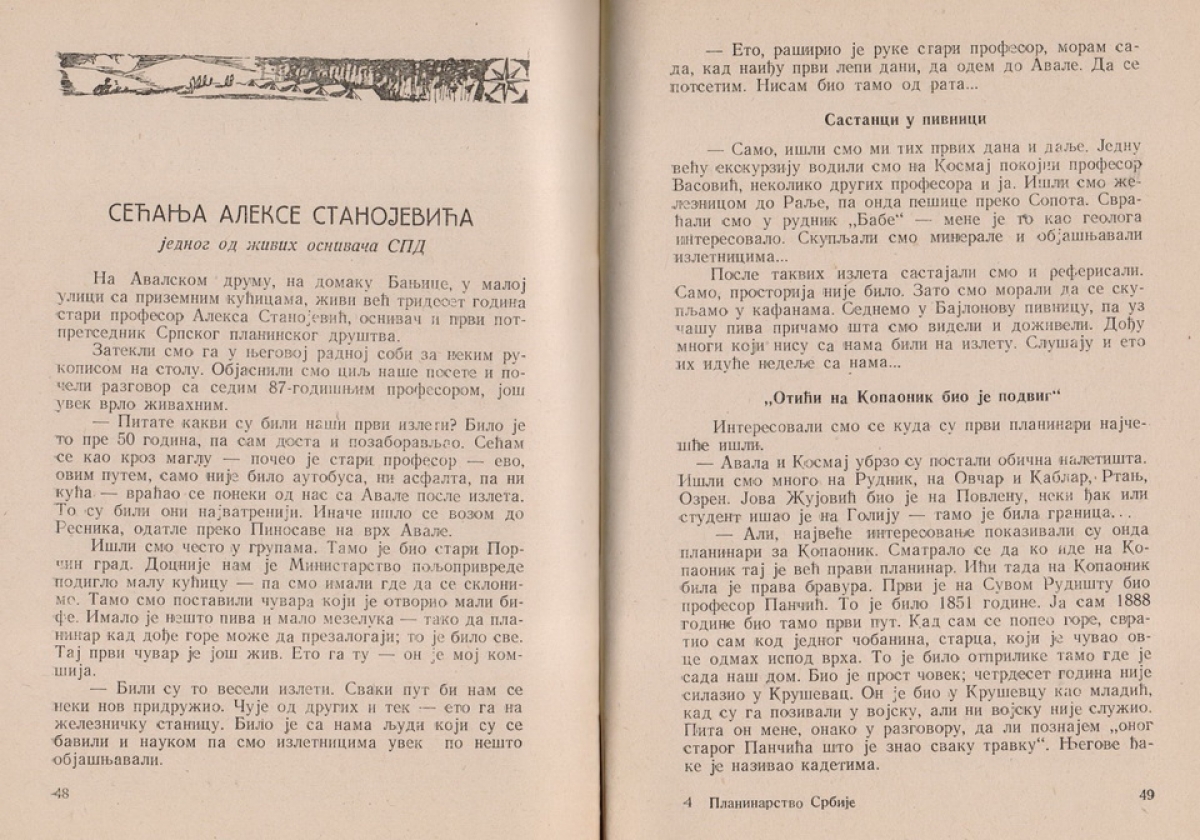 СЕЋАЊА АЛЕКСЕ СТАНОЈЕВИЋА
једног од живих оснивача СПД
На Авалском друму, на домаку Бањице, у малој
улици са приземним кућицама, живи већ тридесет година
стари професор Алекса Станојевић, оснивач и први пот-
претседник Српског планинског друштва.
Затекли смо га у његовој радној соби за неким ру-
кописом на столу. Објаснили смо циљ наше посете и по-
чели разговор са седим 87-годишњим професором, још
увек врло живахним.
— Питате какви су били наши први излети? Било је
то пре 50 година, па сам доста и позаборављао. Сећам
се као кроз маглу — почео је стари професор — ево,
овим путем, само није било аутобуса, ни асфалта, па ни
кућа — враћао се понеки од нас са Авале после излета.
То су били они најватренији. Иначе ишло се возом до
Ресника, одатле преко Пиносаве на врх Авале.
Ишли смо често у групама. Тамо је био стари Пор-
чин град. Доцније нам је Министарство пољопривреде
подигло малу кућицу — па смо имали где да се склони-
мо. Тамо смо поставили чувара који је отворио мали би-
фе. Имало је нешто пива и мало мезелука — тако да пла-
нинар кад дође горе може да презалогаји; то је било све.
Тај први чувар је још жив. Ето га ту — он је мој ком-
шија.
— Били су то весели излети. Сваки пут би нам се
неки нов придружио. Чује од других и тек — ето га на
железничку станицу. Било је са нама људи који су се
бавили и науком па смо излетницима увек по нешто
објашњавали.
48
— Ето, раширио је руке стари професор, морам са-
да, кад наиђу први лепи дани, да одем до Авале. Да се
потсетим. Нисам био тамо од рата...
Састанци у пивници
— Само, ишли смо ми тих првих дана и даље. Једну
већу екскурзију водили смо на Космај покојни професор
Васовић, неколико других професора и ја. Ишли смо же-
лезницом до Раље, па онда пешице преко Сопота. Свра-
ћали смо у рудник „Бабе“ — мене је то као геолога
интересовало. Скупљали смо минерале и објашњавали
излетницима...
После таквих излета састајали смо и реферисали.
Само, просторија није било. Зато смо морали да се ску-
пљамо у кафанама. Седнемо у Бајлонову пивницу, па уз
чашу пива причамо шта смо видели и доживели. Дођу
многи који нису са нама били на излету. Слушају и ето
их идуће недеље са нама...
„Отићи на Копаоник био је подвиг“
Интересовали смо се куда су први планинари најче-
шће ишли.
— Авала и Космај убрзо су постали обична налетишта.
Ишли смо много на Рудник, на Овчар и Каблар, Ртањ,
Озрен. Јова Жујовић био је на Повлену, неки ђак или
студент ишао је на Голију — тамо је била граница...
— Али, највеће интересовање показивали су онда
планинари за Копаоник. Сматрало се да ко иде на Ко-
паоник тај је већ прави планинар. Ићи тада на Копаоник
била је права бравура. Први је на Сувом Рудишту био
професор Панчић. То је било 1851 године. Ја сам 1888
године био тамо први пут. Кад сам се попео горе, свра-
тио сам код једног чобанина, старца, који је чувао ов-
це одмах испод врха. То је било отприлике тамо где је
сада наш дом. Био је прост човек; четрдесет година није
силазио у Крушевац. Он је био у Крушевцу као младић,
кад су га позивали у војску, али ни војску није служио.
Пита он мене, онако у разговору, да ли познајем „оног
старог Панчића што је знао сваку травку“. Његове ђа-
ке је називао кадетима.
4 Планинарство Србије
49